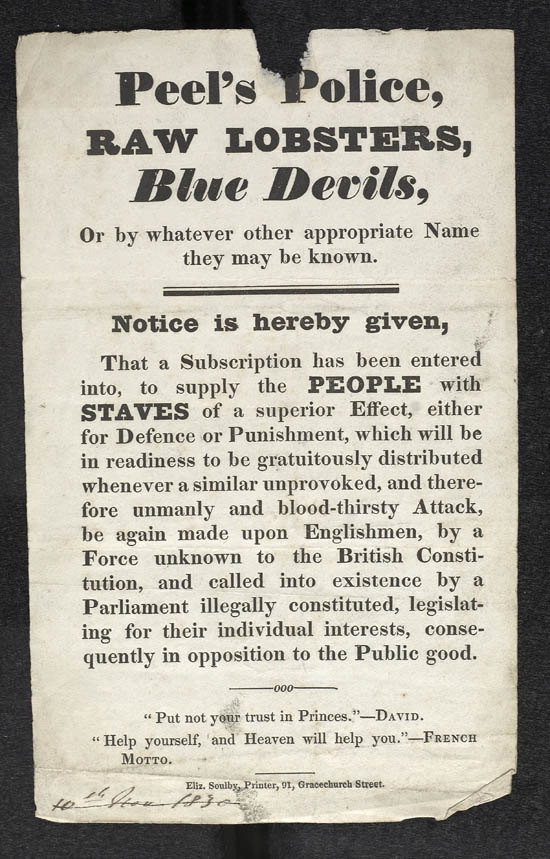 Peel's Police,
RAW LOBSTERS,
Blue Devils,
Or by whatever other appropriate Name
they may be known.
Notice is hereby given,
That a Subscription has been entered
into, to supply the PEOPLE with
STAVES of a superior Effect, either
for Defence or Punishment, which will be
in readiness to be gratuitously distributed
whenever a similar unprovoked, and there-
fore unmanly and blood-thirsty Attack,
be again made upon Englishmen, by a
Force unknown to the British Consti-
tution, and called into existence by a
Parliament illegally constituted, legislat-
ing for their individual interests, conse-
quently in opposition to the Public good.
ooo
"Put not your trust in Princes."—DAVID.
"Help yourself, and Heaven will help you."—FRENCH
MOTTO.
Eliz. Soulby, Printer, 91, Gracechurch Street.
10th Nov 1830